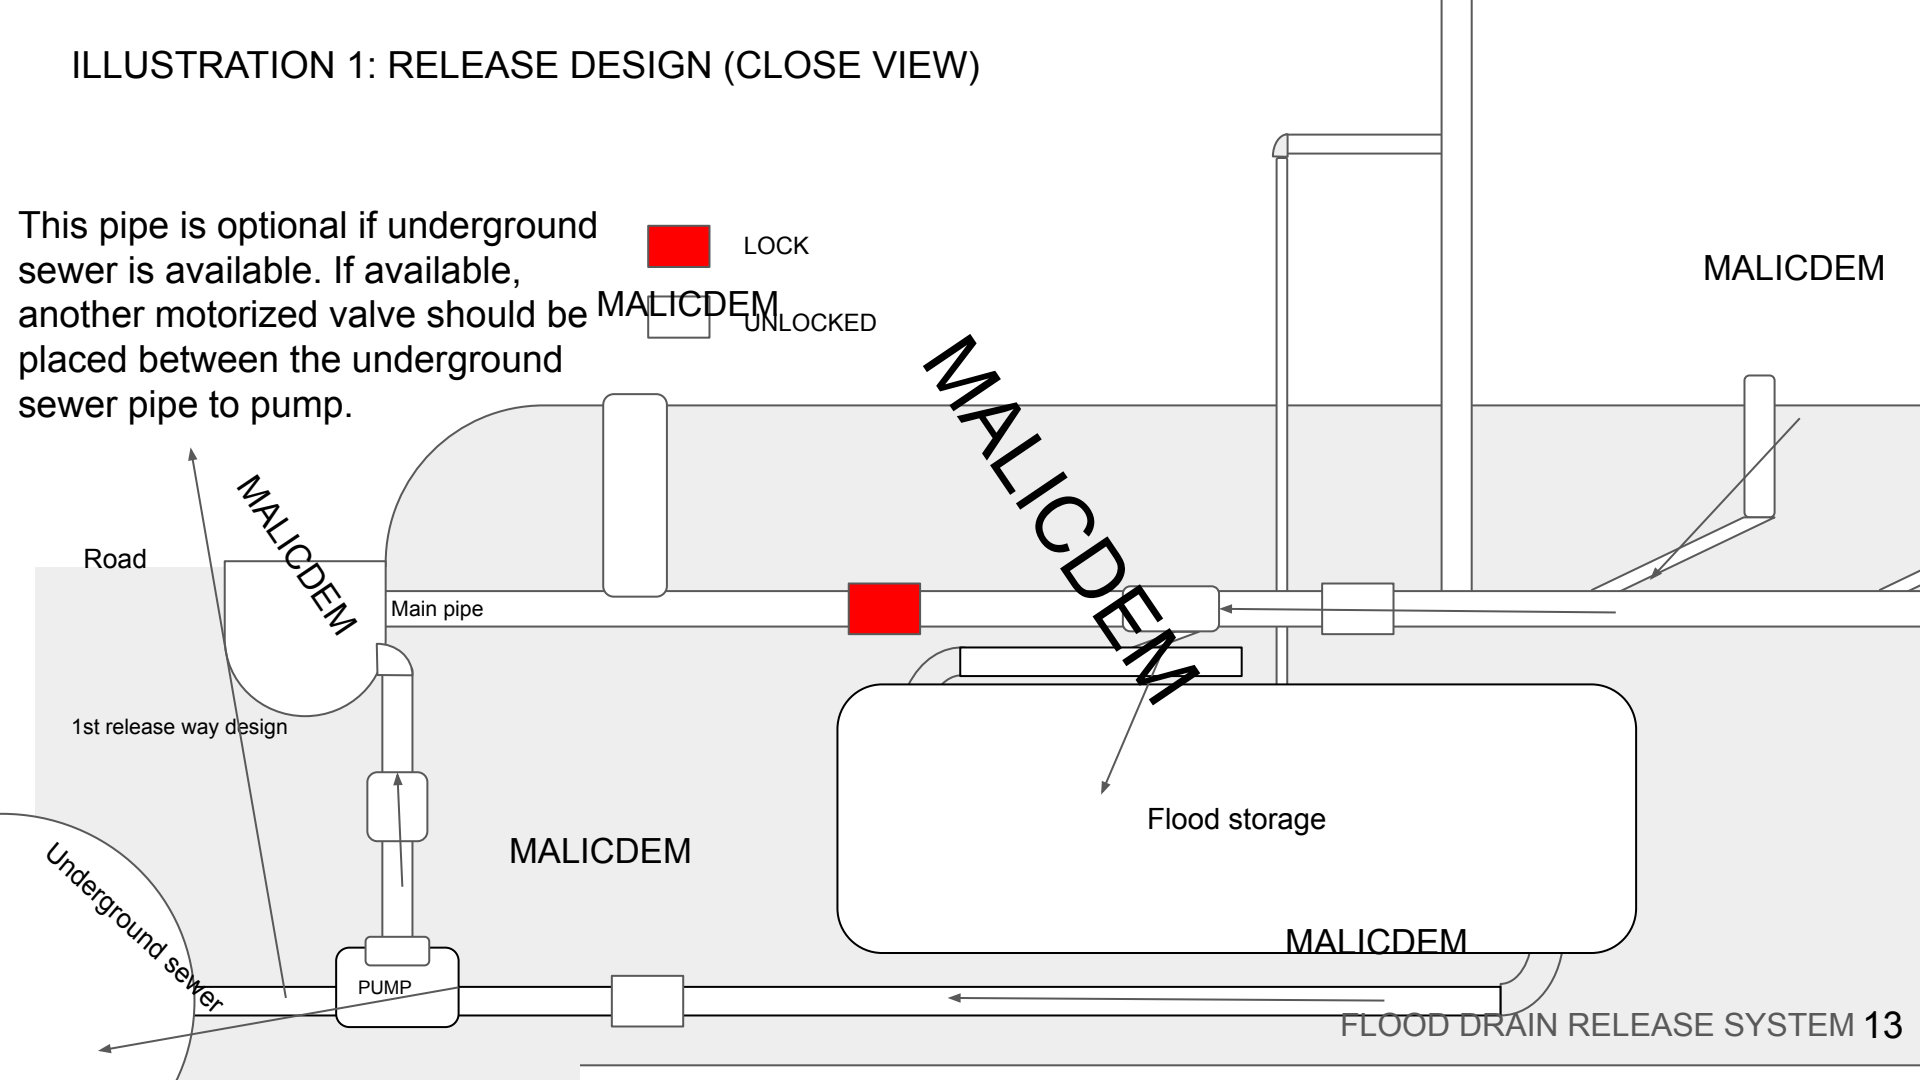 ILLUSTRATION 1: RELEASE DESIGN (CLOSE VIEW)
This pipe is optional if underground
sewer is available. If available,
another motorized valve should be
placed between the underground
sewer pipe to pump.
LOCK
MALICDEM
UNLOCKED
MALICDEM
MALICDEM
MALICDEM
Road
Main pipe
1st release way design
Flood storage
MALICDEM
Underground sewer
MALICDEM
PUMP
FLOOD DRAIN RELEASE SYSTEM 13